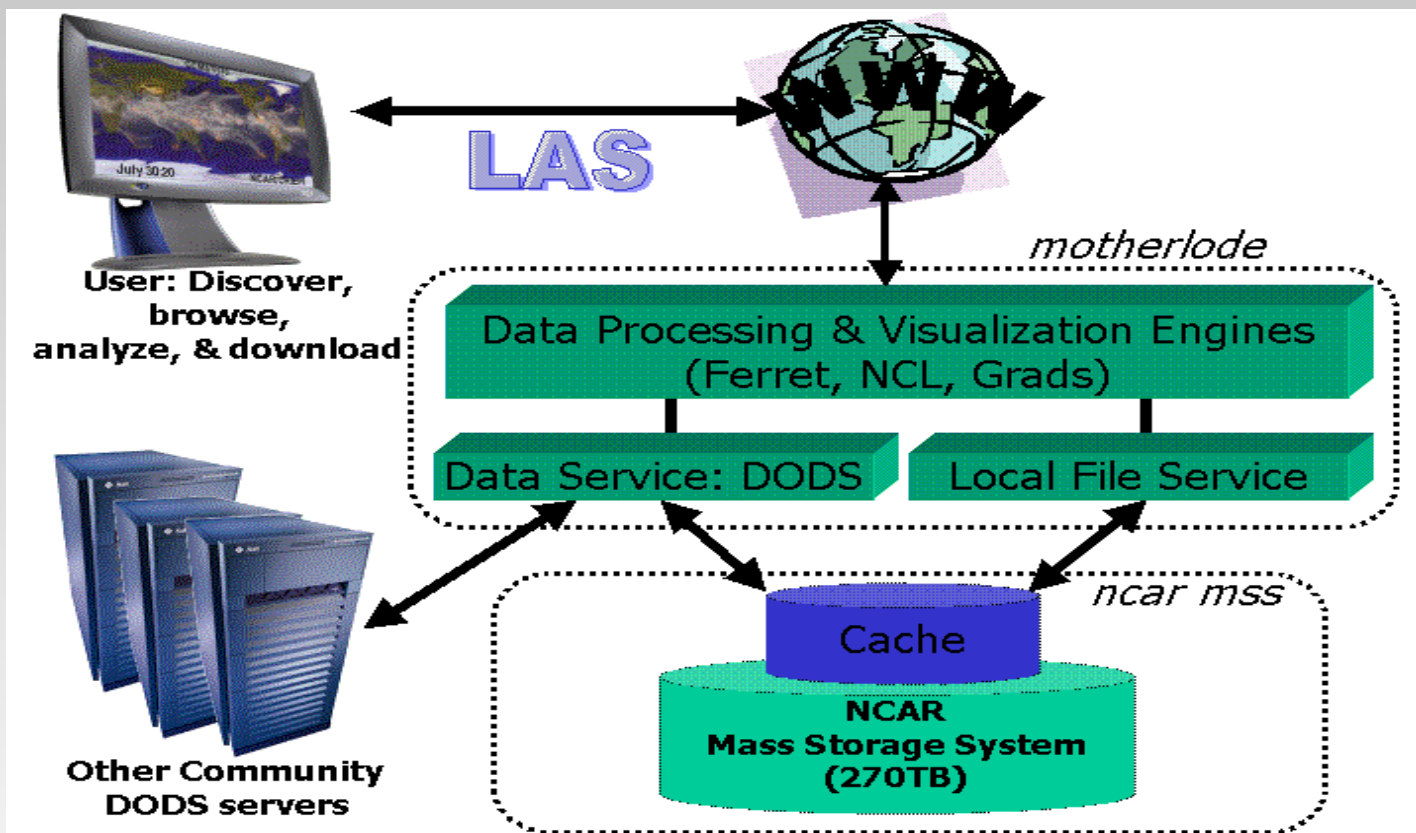 WWW
LAS
July 30:20
motherlode
User: Discover,
browse,
analyze, & download
Data Processing & Visualization Engines
(Ferret, NCL, Grads)
Data Service: DODS
Local File Service
ncar mss
Cache
NCAR
Mass Storage System
(270TB)
Other Community
DODS servers